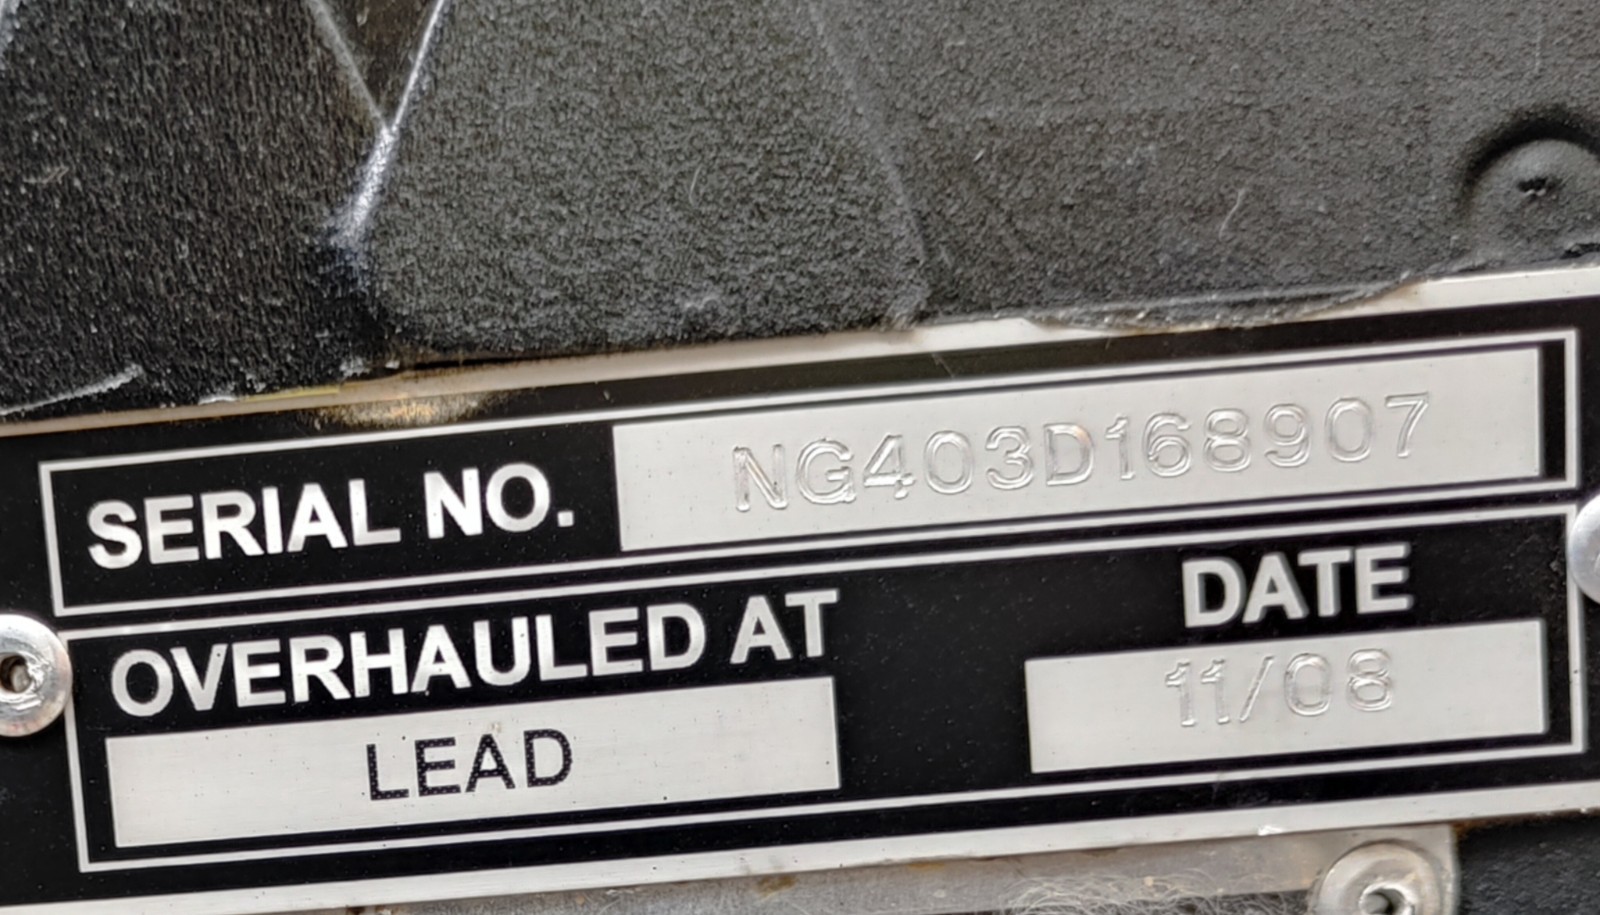 SERIAL NO. NG403D168907
OVERHAULED AT DATE
LEAD 11/08